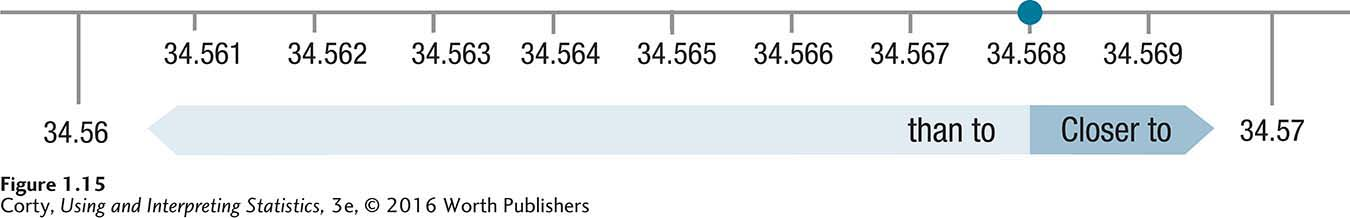 34.561 34.562 34.563 34.564 34.565 34.566 34.567 34.568 34.569
34.56 than to Closer to 34.57
Figure 1.15
Corty, Using and Interpreting Statistics, 3e, © 2016 Worth Publishers